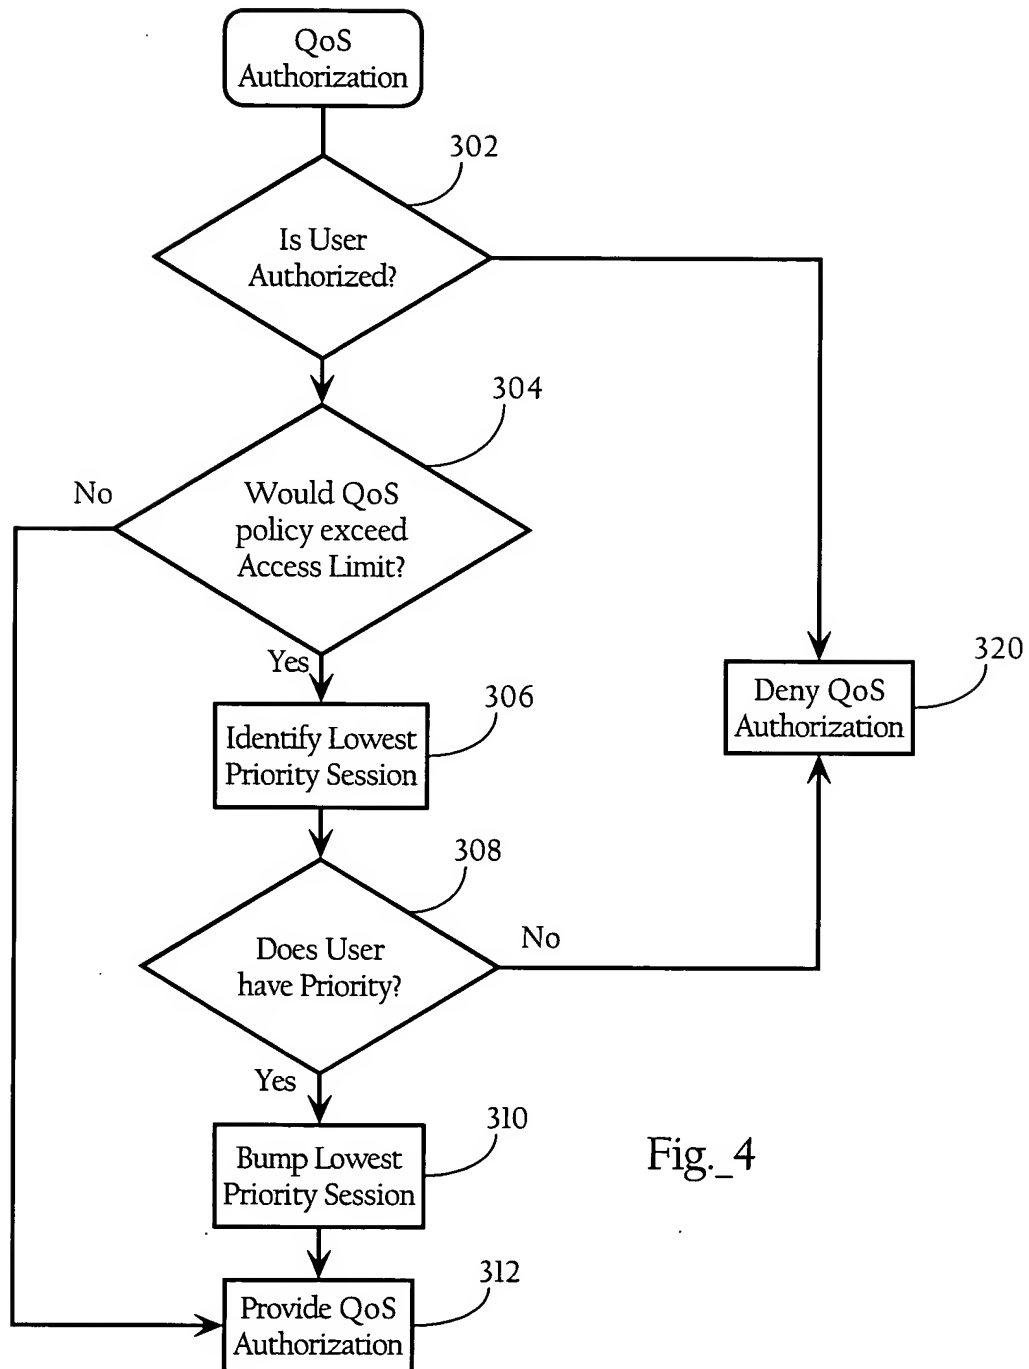 QoS
Authorization
302
Is User
Authorized?
304
No
Would QoS
policy exceed
Access Limit?
Yes
320
Deny QoS
Authorization
306
Identify Lowest
Priority Session
308
Does User
have Priority?
No
Yes
310
Bump Lowest
Priority Session
Fig._4
312
Provide QoS
Authorization